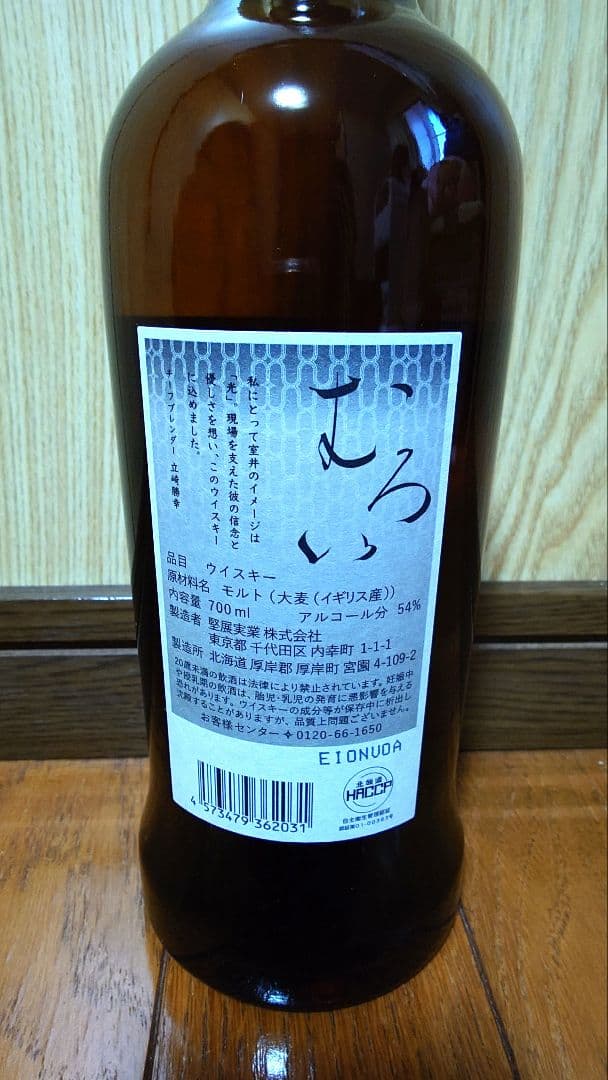 むろい
私にとって室井のイメージは
「光」。現場を支えた彼の信念と
優しさを想い、このウイスキー
に込めました。
チーフブレンダー 立崎勝幸
品目 ウイスキー
原材料名 モルト（大麦（イギリス産））
内容量 700ml アルコール分 54%
製造者 堅展実業 株式会社
東京都 千代田区 内幸町 1-1-1
製造所 北海道 厚岸郡 厚岸町 宮園 4-109-2
20歳未満の飲酒は法律により禁止されています。妊娠中
や授乳期の飲酒は、胎児・乳児の発育に悪影響を与える
恐れがあります。ウイスキーの成分等が保存中に析出し
沈殿することがありますが、品質上問題ございません。
お客様センター✦0120-66-1650
EIONUOA
4 573479 362031
北海道
HACCP
自主衛生管理認証